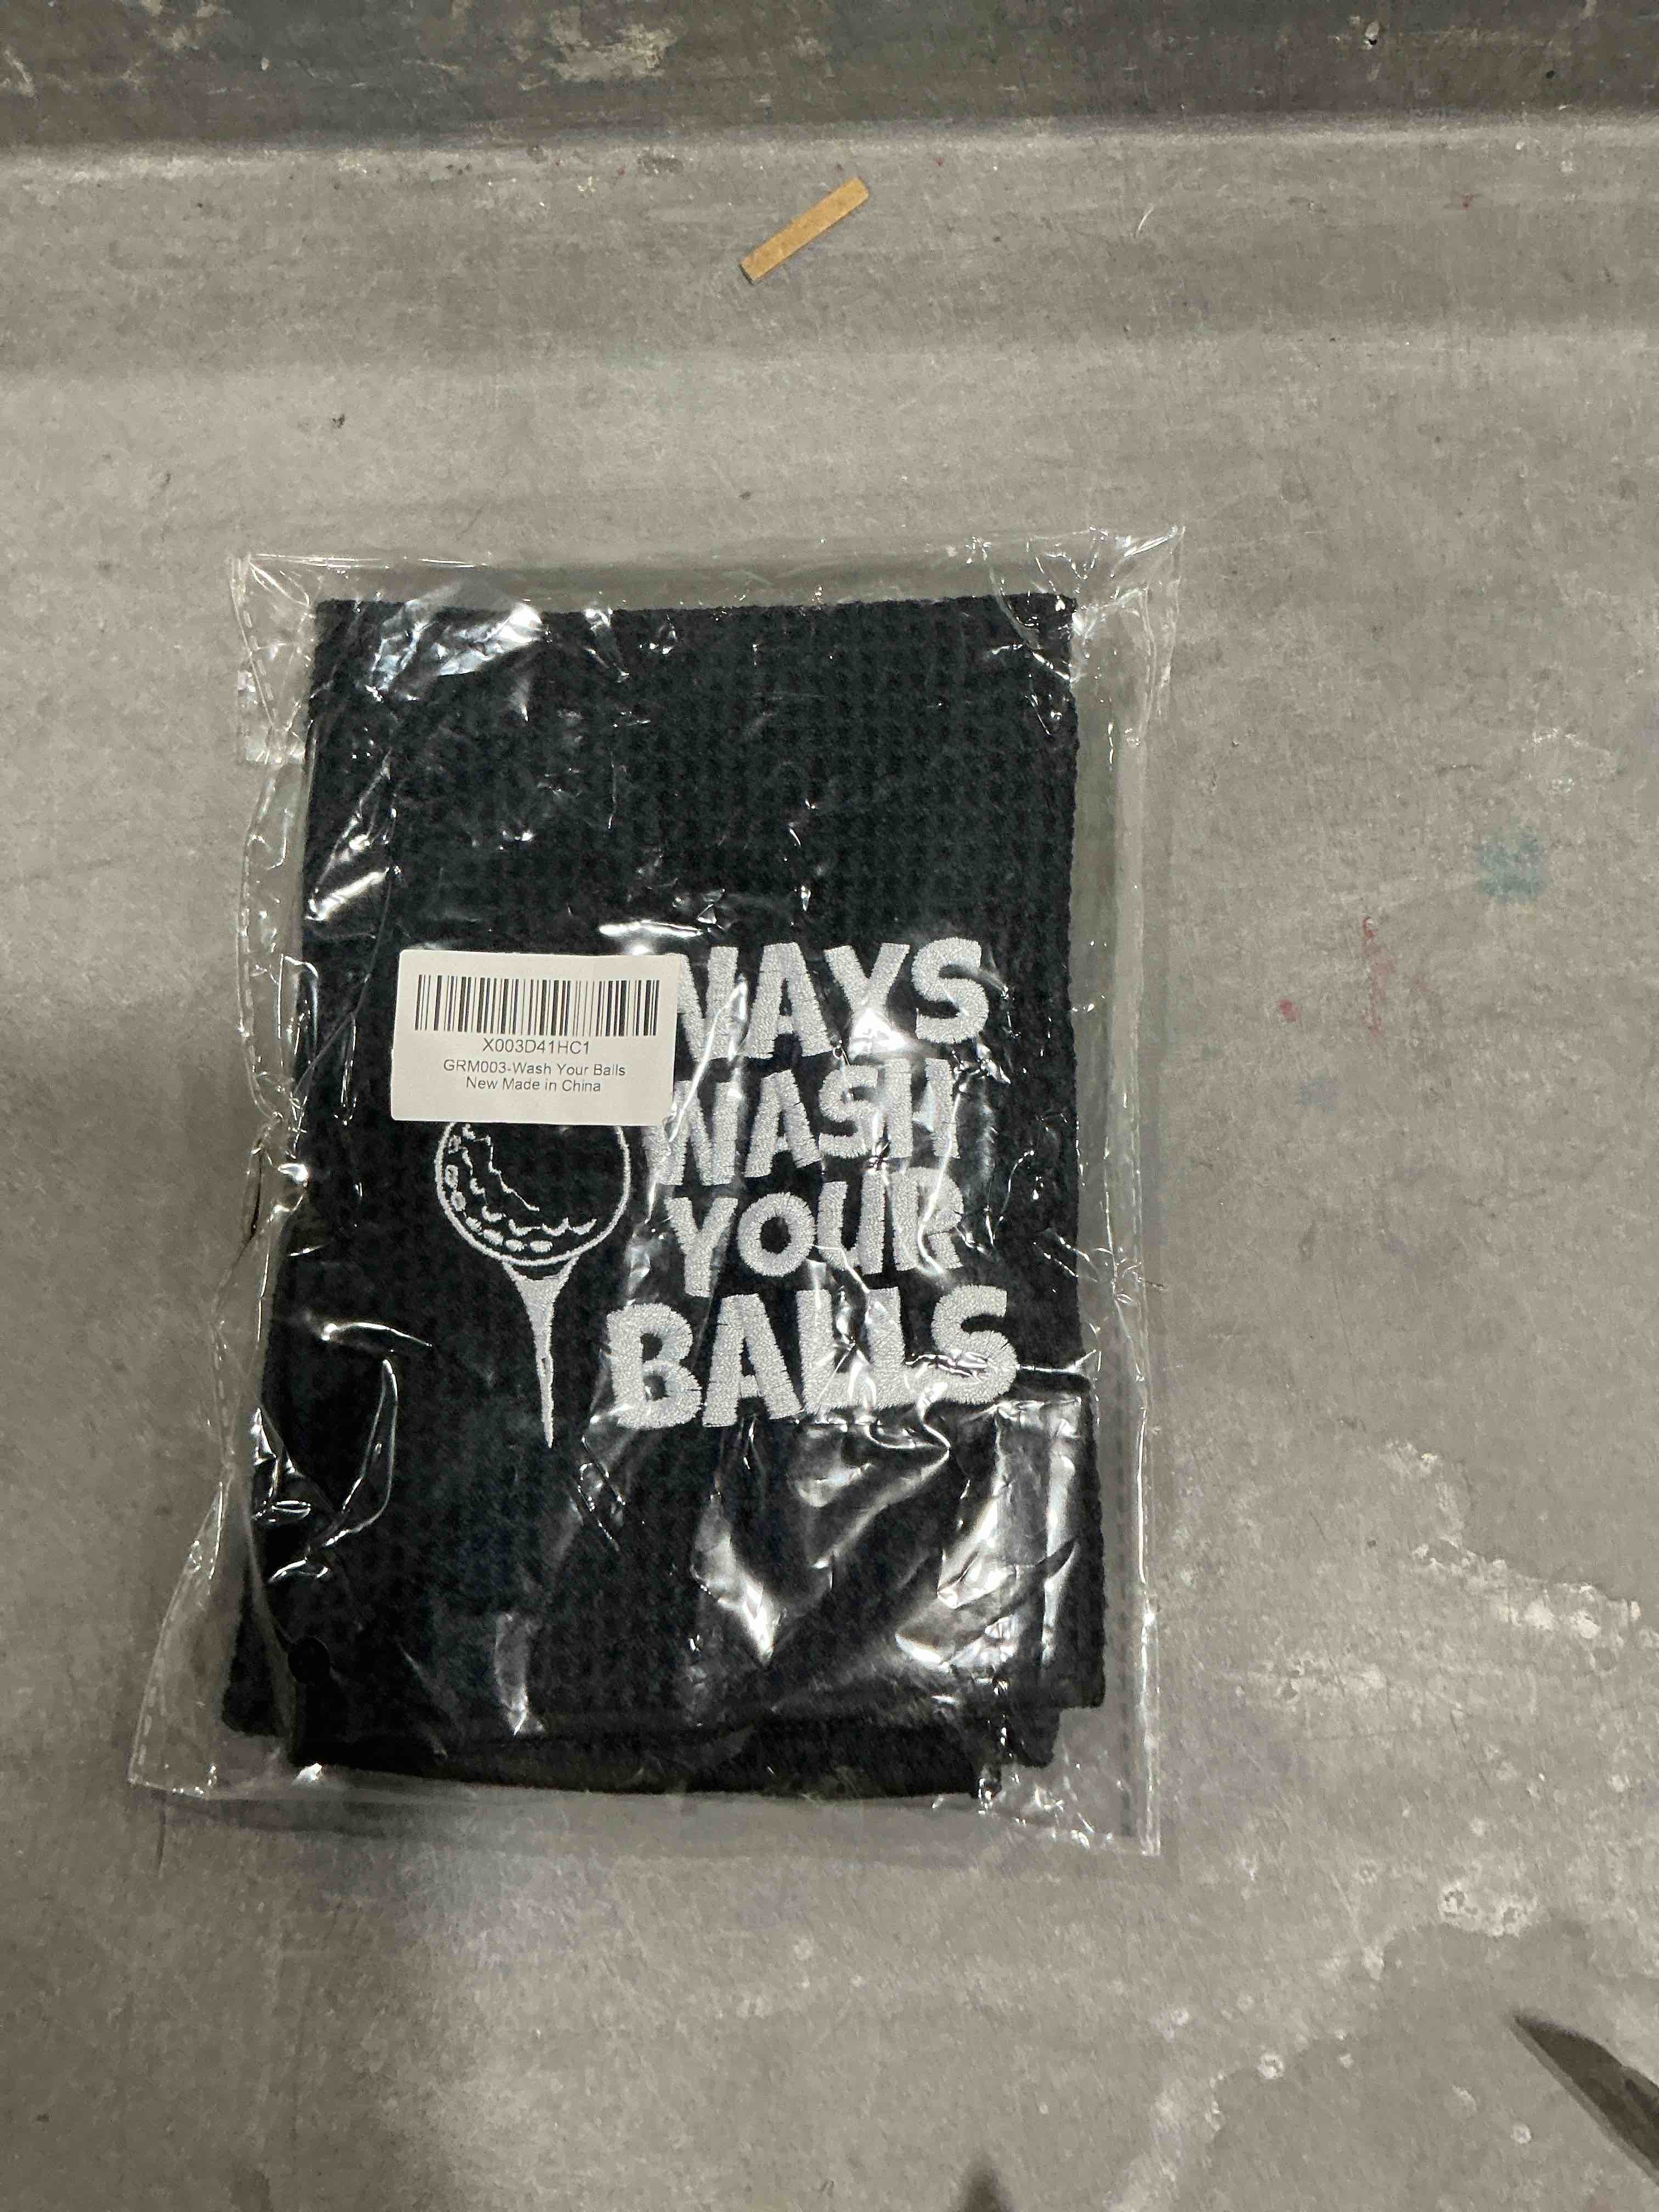 X003D41HC1
GRM003-Wash Your Balls
New Made in China
WAYS
WASH
YOUR
BALLS